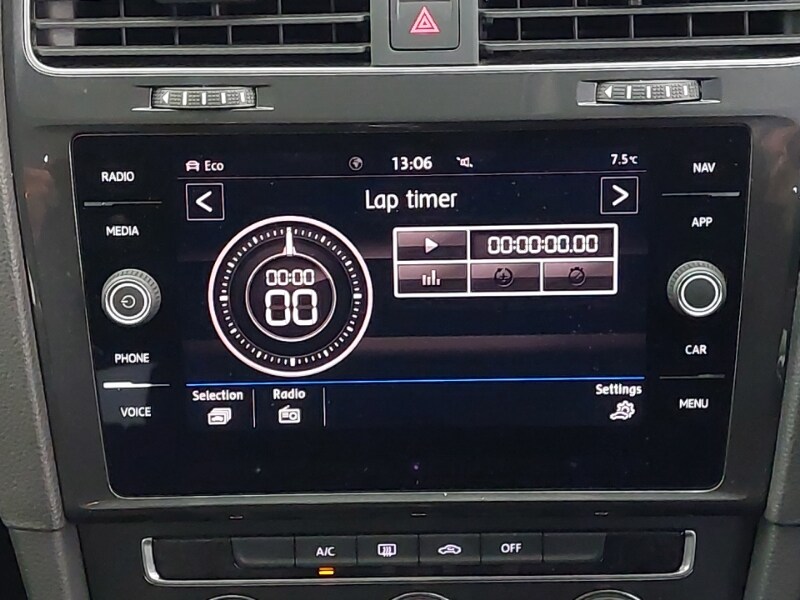 RADIO
MEDIA
PHONE
VOICE
Eco
13:06
7.5°C
< Lap timer >
00:00
00
00:00:00.00
Selection
Radio
Settings
NAV
APP
CAR
MENU
A/C
OFF